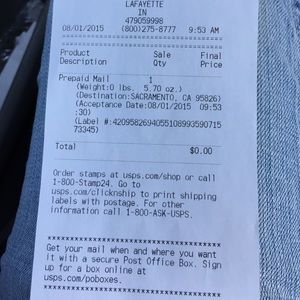 LAFAYETTE
IN
479059998
08/01/2015 (800)275-8777 9:53 AM
Product Sale Final
Description Qty Price
Prepaid Mail 1
(Weight:0 lbs. 5.70 oz.)
(Destination:SACRAMENTO, CA 95826)
(Acceptance Date:08/01/2015 09:53
:30)
(Label #:4209582694055108993590715
73345)
Total $0.00
Order stamps at usps.com/shop or call
1-800-Stamp24. Go to
usps.com/clicknship to print shipping
labels with postage. For other
information call 1-800-ASK-USPS.
Get your mail when and where you want
it with a secure Post Office Box. Sign
up for a box online at
usps.com/poboxes.